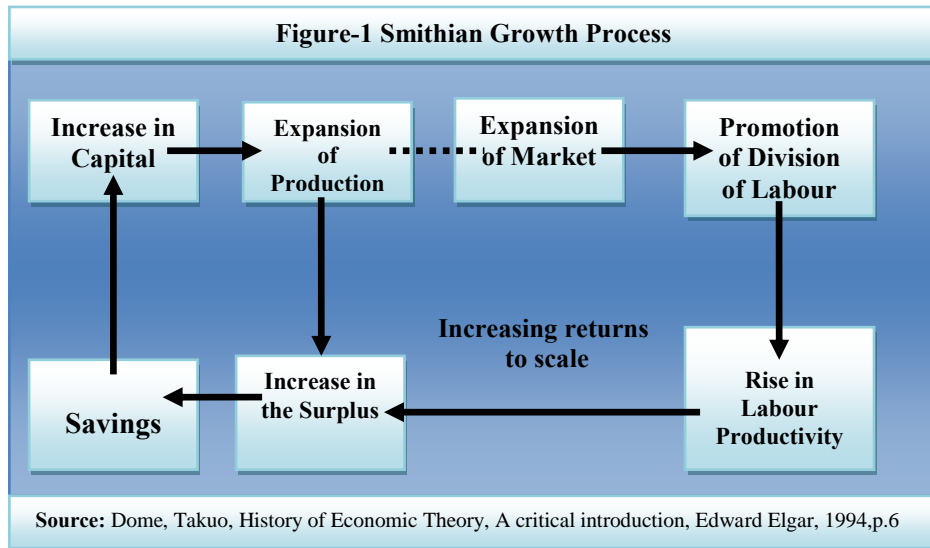 Figure-1 Smithian Growth Process
Increase in
Capital
Expansion
of
Production
Expansion
of Market
Promotion
of Division
of Labour
Increasing returns
to scale
Savings
Increase in
the Surplus
Rise in
Labour
Productivity
Source: Dome, Takuo, History of Economic Theory, A critical introduction, Edward Elgar, 1994,p.6